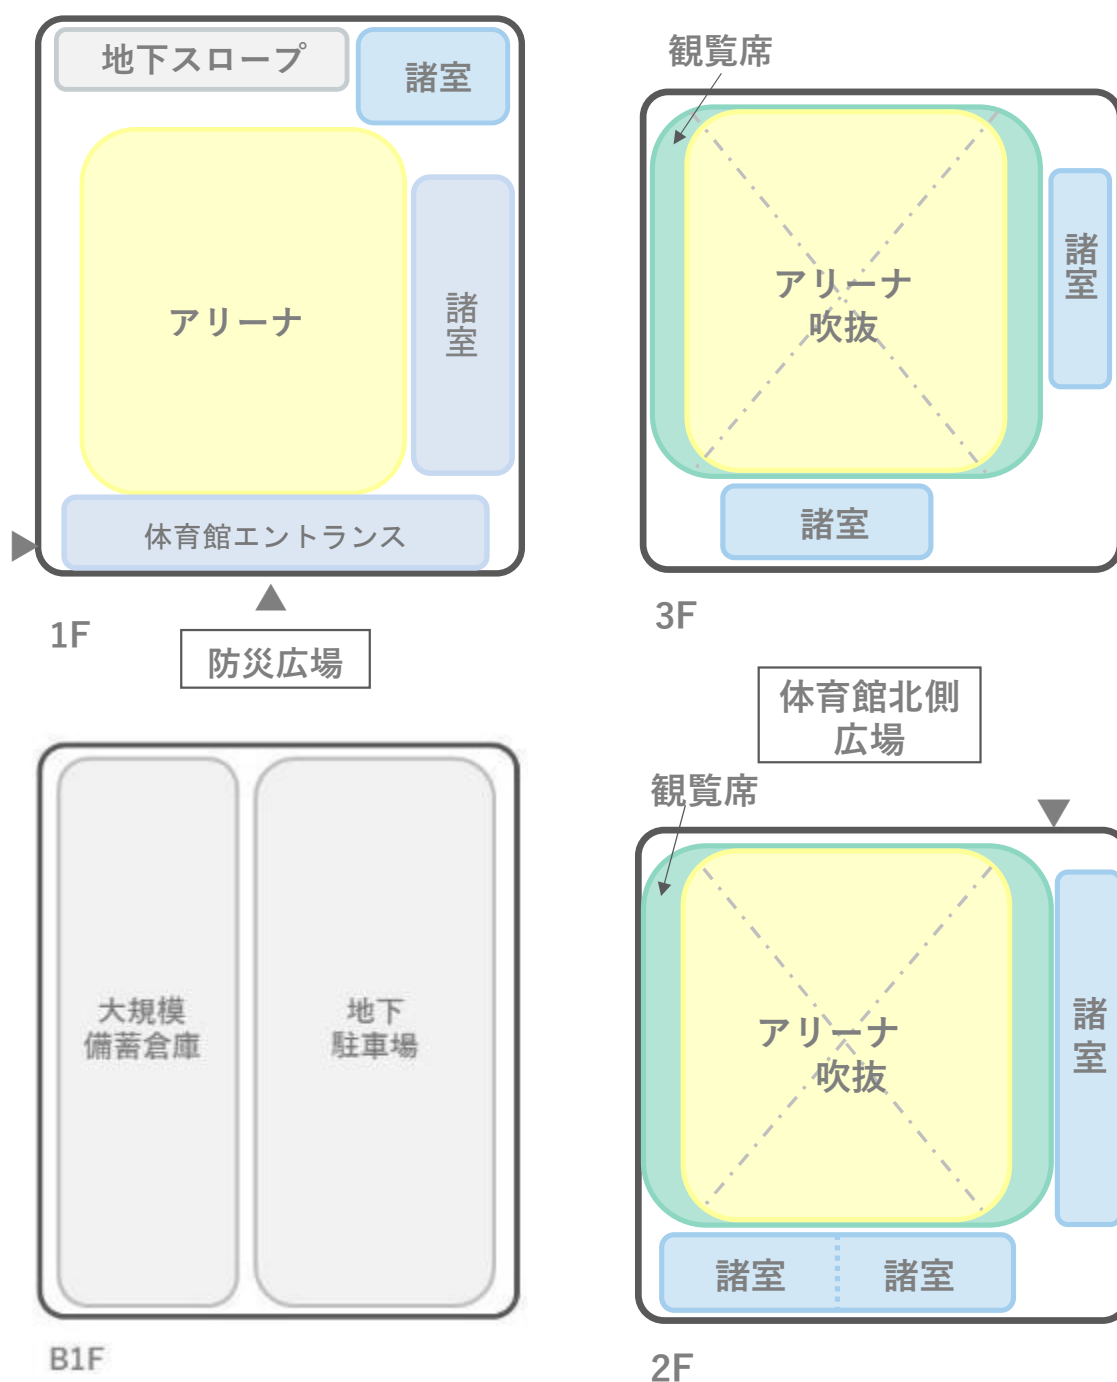 地下スロープ
諸室
アリーナ
諸室
体育館エントランス
1F
防災広場
観覧席
アリーナ
吹抜
諸室
諸室
3F
大規模
備蓄倉庫
地下
駐車場
B1F
体育館北側
広場
観覧席
アリーナ
吹抜
諸室
諸室
諸室
2F